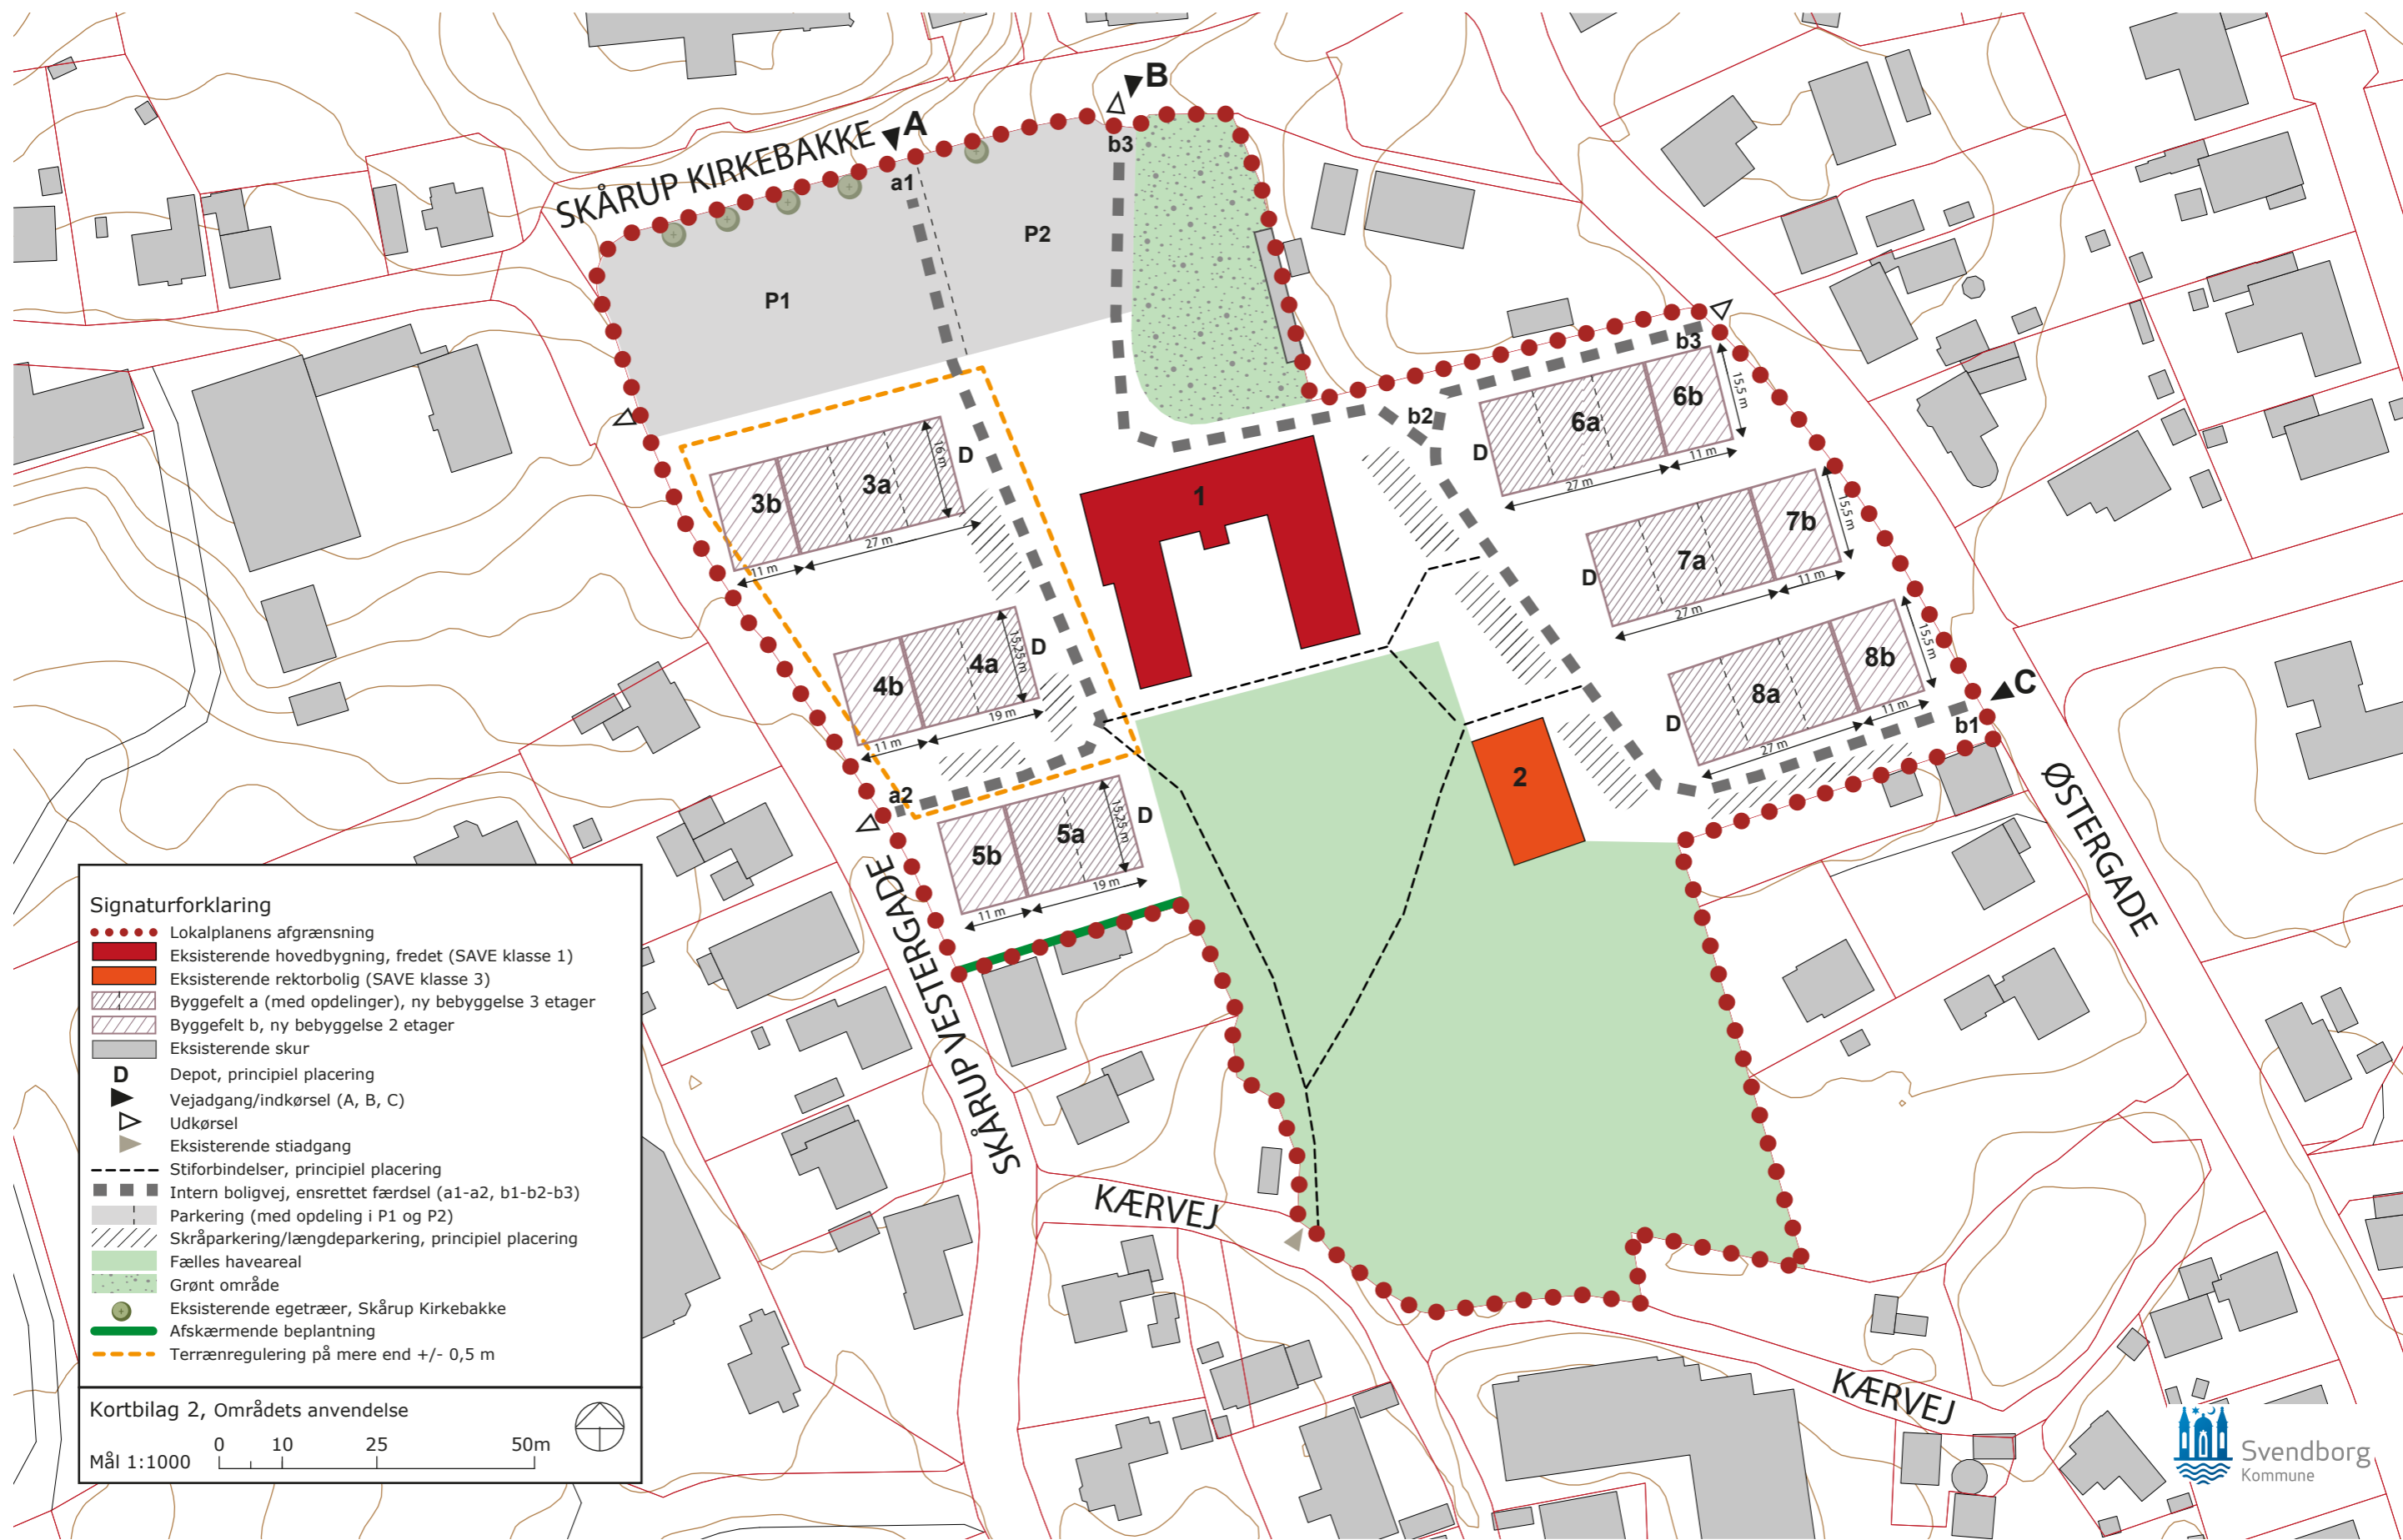 B
A
SKÅRUP KIRKEBAKKE
b3
a1
P2
P1
b3
15,5 m
6b
6a
b2
D
11 m
27 m
D
16 m
3a
3b
27 m
11 m
1
15,5 m
7b
7a
D
11 m
27 m
15,5 m
8b
8a
C
D
b1
11 m
27 m
D
15,25 m
4a
4b
19 m
11 m
a2
2
D
15,25 m
5a
5b
19 m
11 m
ØSTERGADE
SKÅRUP VESTERGADE
KÆRVEJ
KÆRVEJ
Signaturforklaring
Lokalplanens afgrænsning
Eksisterende hovedbygning, fredet (SAVE klasse 1)
Eksisterende rektorbolig (SAVE klasse 3)
Byggefelt a (med opdelinger), ny bebyggelse 3 etager
Byggefelt b, ny bebyggelse 2 etager
Eksisterende skur
D Depot, principiel placering
Vejadgang/indkørsel (A, B, C)
Udkørsel
Eksisterende stiadgang
Stiforbindelser, principiel placering
Intern boligvej, ensrettet færdsel (a1-a2, b1-b2-b3)
Parkering (med opdeling i P1 og P2)
Skråparkering/længdeparkering, principiel placering
Fælles haveareal
Grønt område
Eksisterende egetræer, Skårup Kirkebakke
Afskærmende beplantning
Terrænregulering på mere end +/- 0,5 m
Kortbilag 2, Områdets anvendelse
Mål 1:1000 0 10 25 50m
Svendborg
Kommune